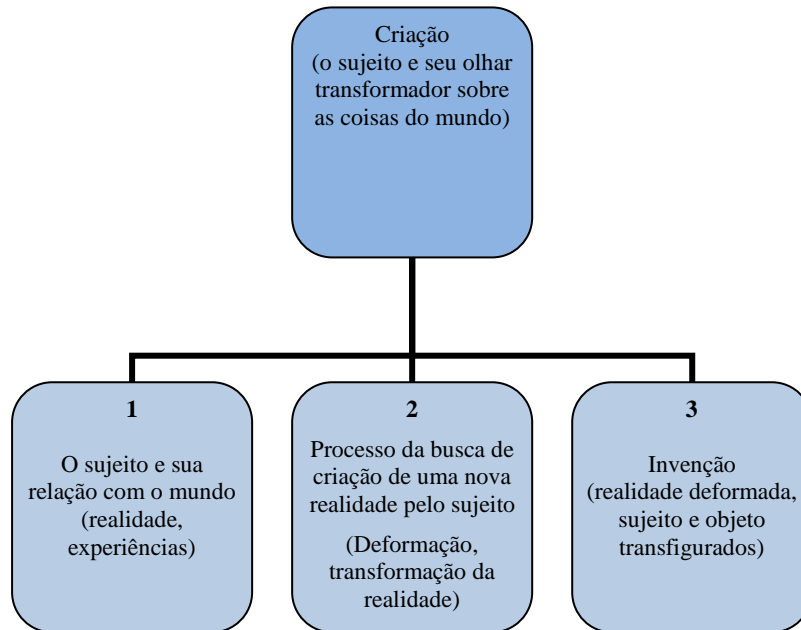 Criação
(o sujeito e seu olhar
transformador sobre
as coisas do mundo)
1
O sujeito e sua
relação com o mundo
(realidade,
experiências)
2
Processo da busca de
criação de uma nova
realidade pelo sujeito
(Deformação,
transformação da
realidade)
3
Invenção
(realidade deformada,
sujeito e objeto
transfigurados)